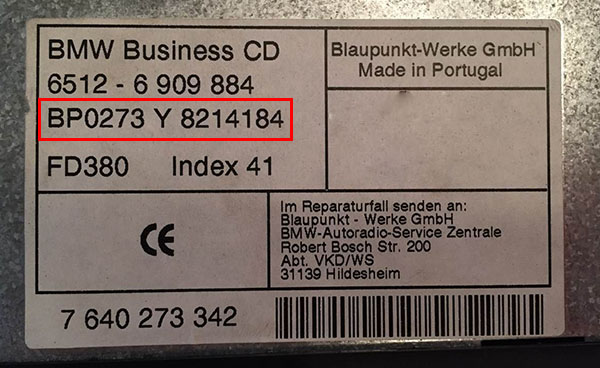 BMW Business CD
6512 - 6 909 884
BP0273 Y 8214184
FD380 Index 41
Blaupunkt-Werke GmbH
Made in Portugal
CE
Im Reparaturfall senden an:
Blaupunkt - Werke GmbH
BMW-Autoradio-Service Zentrale
Robert Bosch Str. 200
Abt. VKD/WS
31139 Hildesheim
7 640 273 342